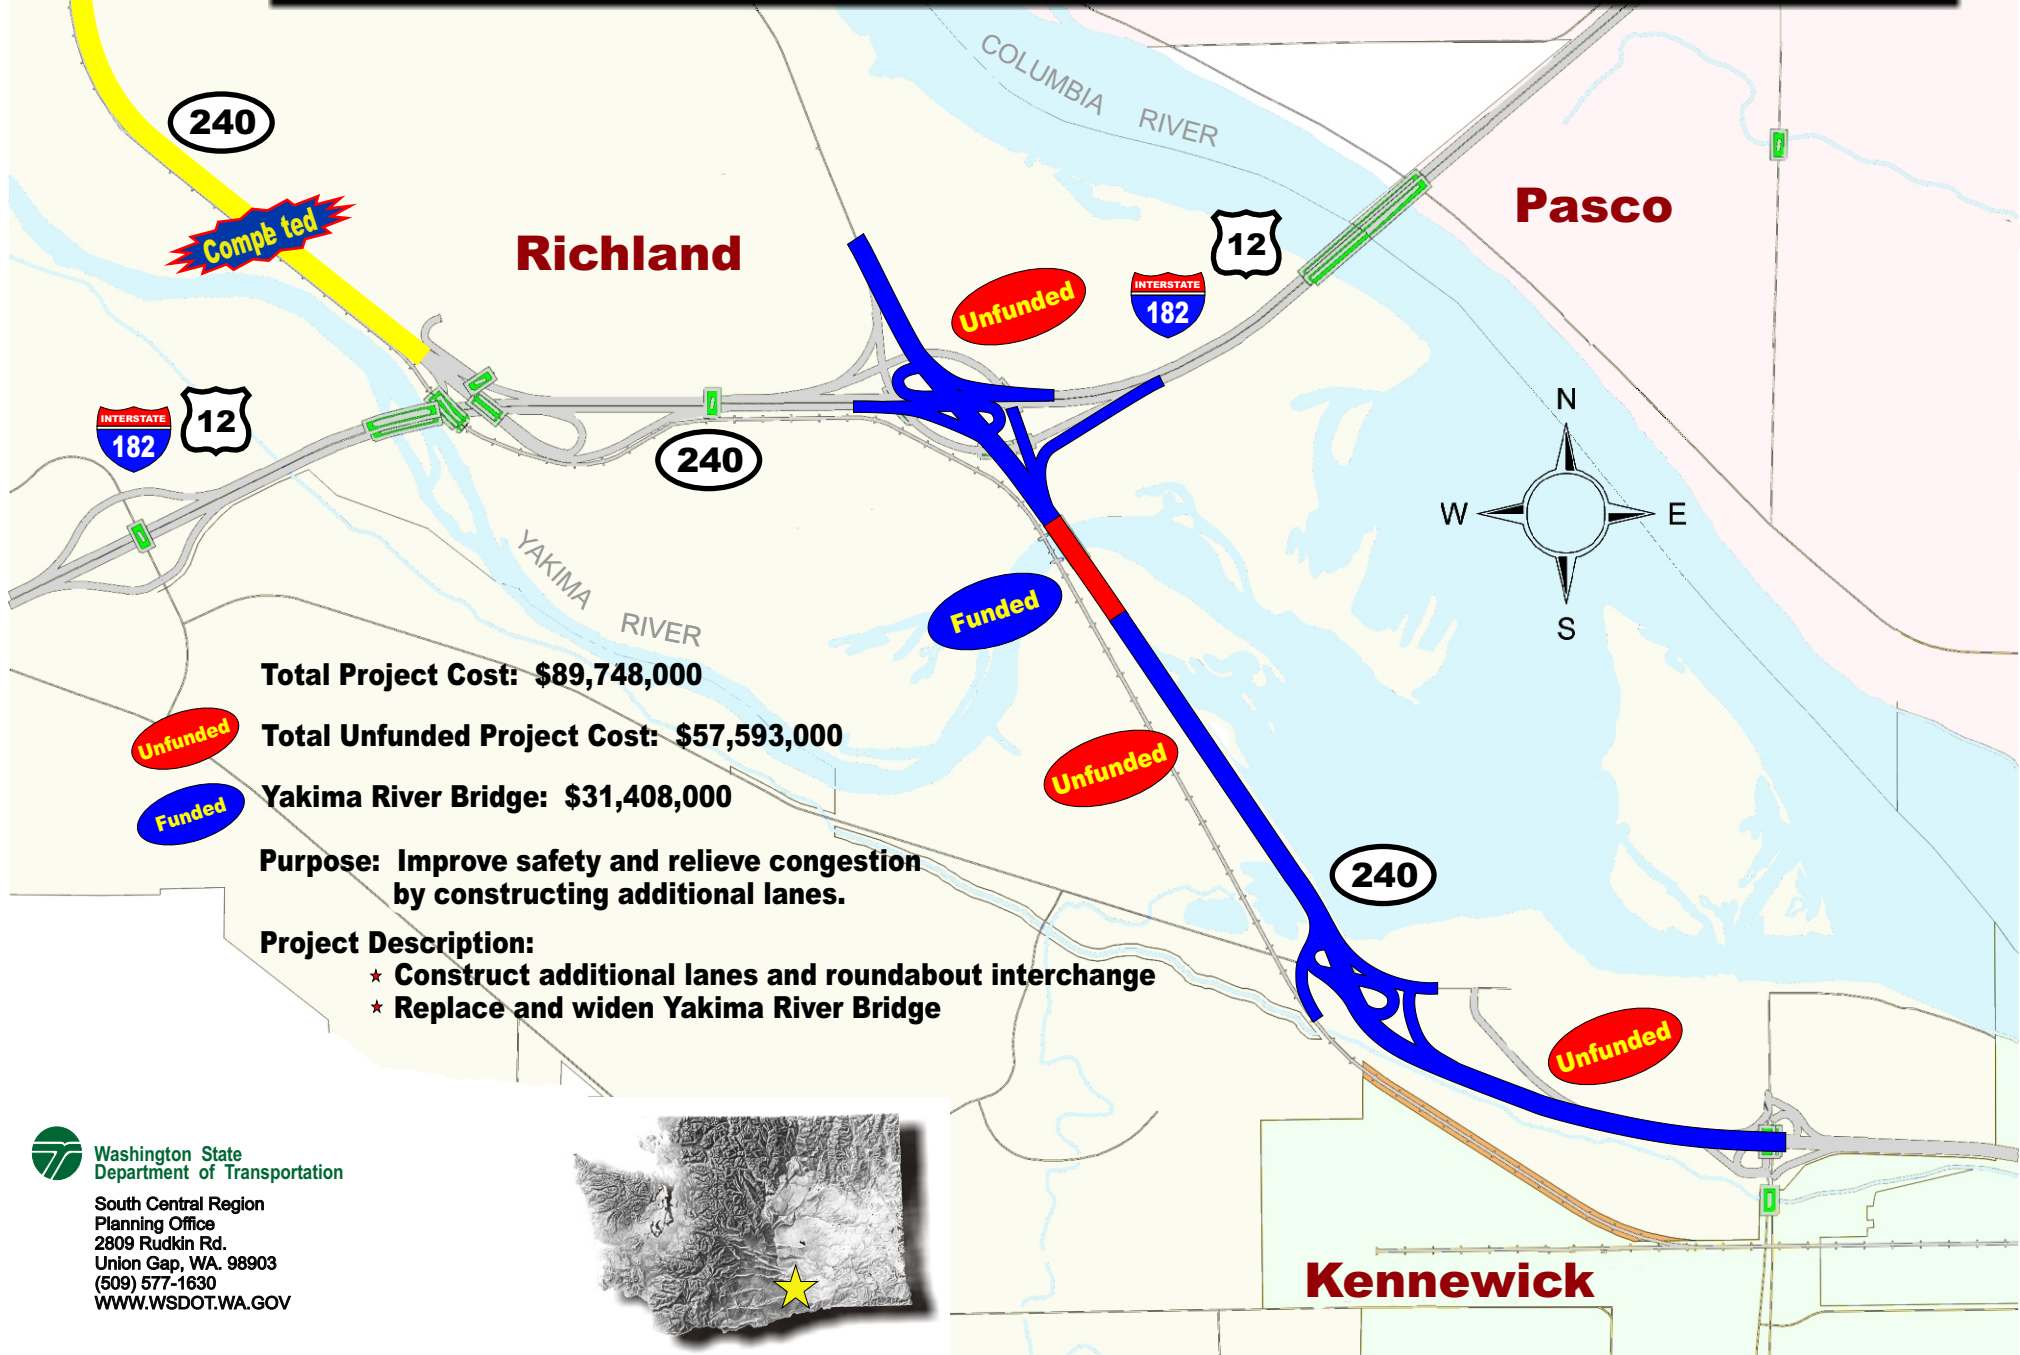 COLUMBIA RIVER
240
Comp e ted
Richland
Pasco
12
Unfunded
INTERSTATE
182
INTERSTATE
182
12
240
N
W
E
S
YAKIMA RIVER
Funded
Total Project Cost: $89,748,000
Unfunded
Total Unfunded Project Cost: $57,593,000
Unfunded
Funded
Yakima River Bridge: $31,408,000
Purpose: Improve safety and relieve congestion
by constructing additional lanes.
240
Project Description:
Construct additional lanes and roundabout interchange
Replace and widen Yakima River Bridge
Unfunded
Washington State
Department of Transportation
South Central Region
Planning Office
2809 Rudkin Rd.
Union Gap, WA. 98903
(509) 577-1630
WWW.WSDOT.WA.GOV
Kennewick